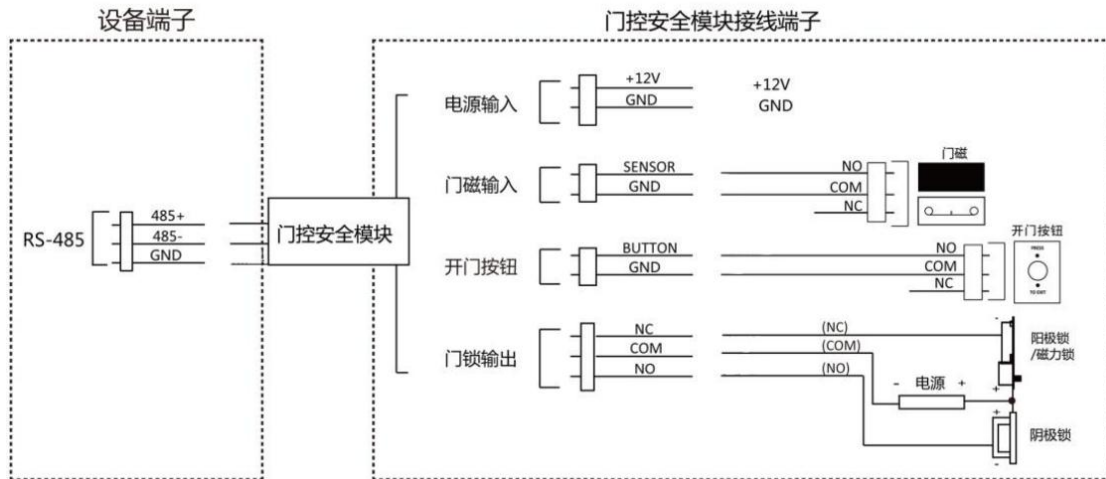 设备端子
门控安全模块接线端子
RS-485
485+
485-
GND
门控安全模块
电源输入
+12V
GND
+12V
GND
门磁输入
SENSOR
GND
NO
COM
NC
门磁
开门按钮
BUTTON
GND
NO
COM
NC
开门按钮
PRESS
TO EXIT
门锁输出
NC
COM
NO
(NC)
(COM)
(NO)
- 电源 +
-
+
阳极锁
/磁力锁
+
-
阴极锁